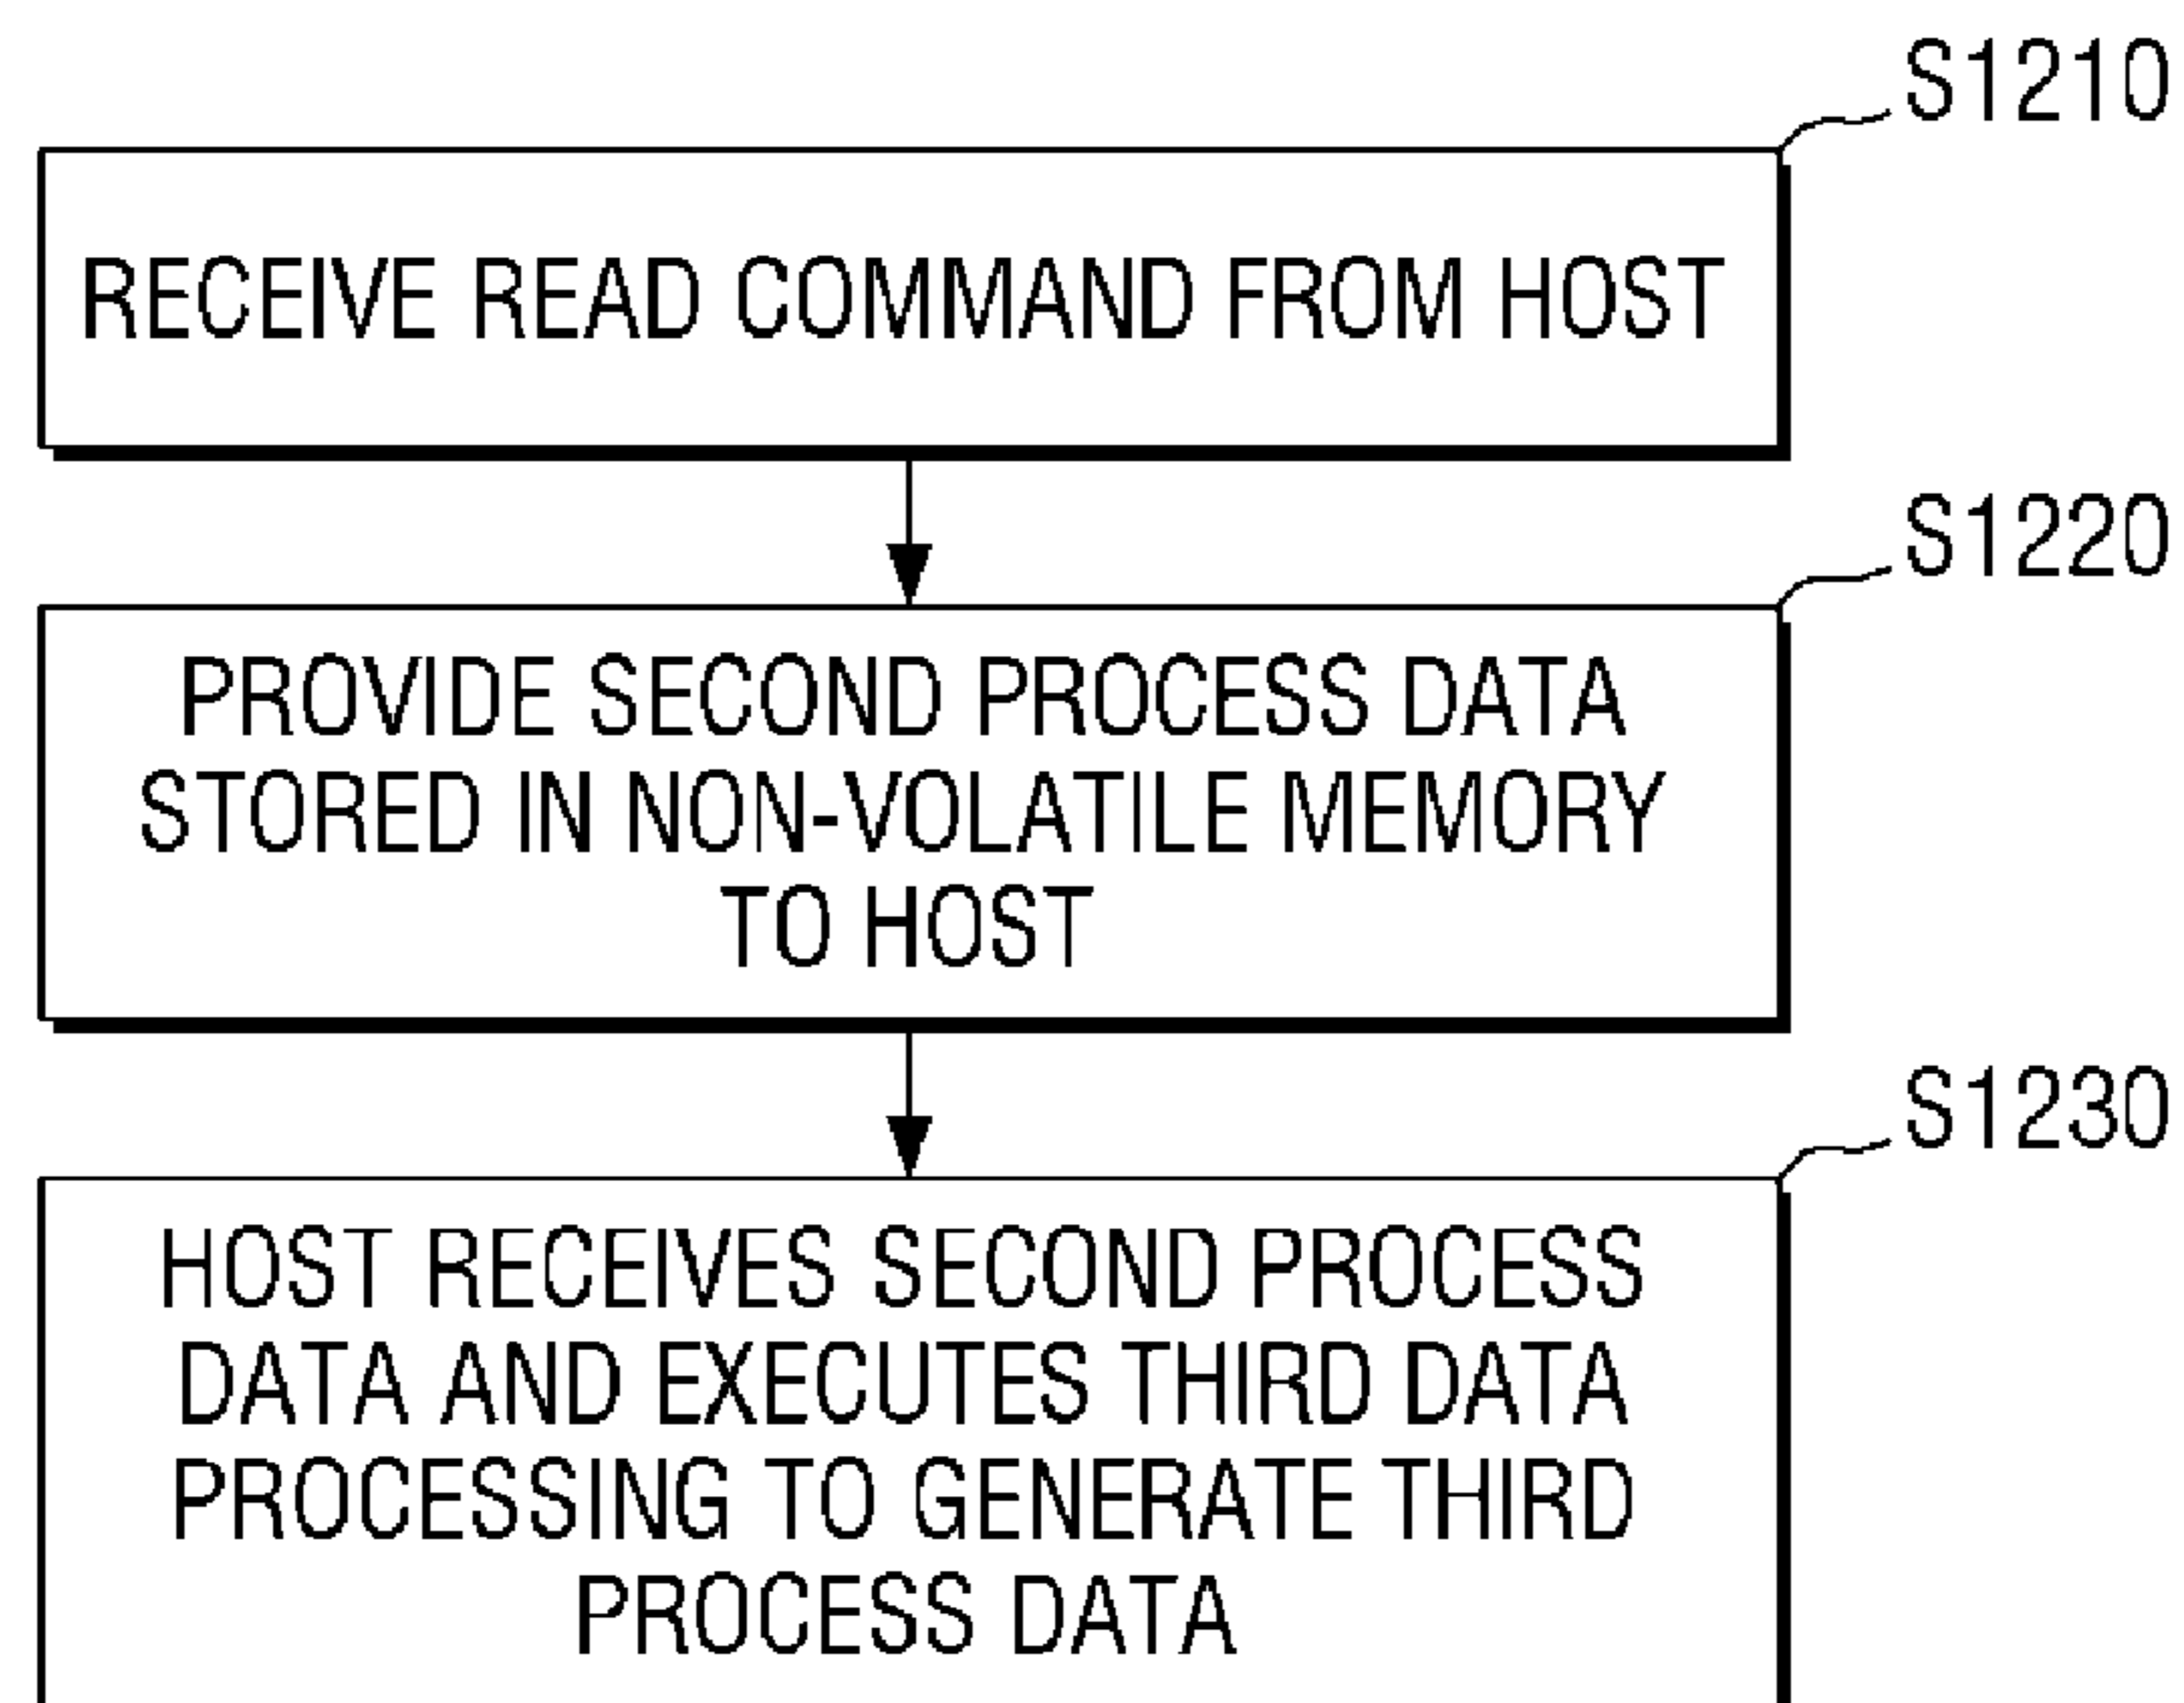 S1210
RECEIVE READ COMMAND FROM HOST
S1220
PROVIDE SECOND PROCESS DATA
STORED IN NON-VOLATILE MEMORY
TO HOST
S1230
HOST RECEIVES SECOND PROCESS
DATA AND EXECUTES THIRD DATA
PROCESSING TO GENERATE THIRD
PROCESS DATA